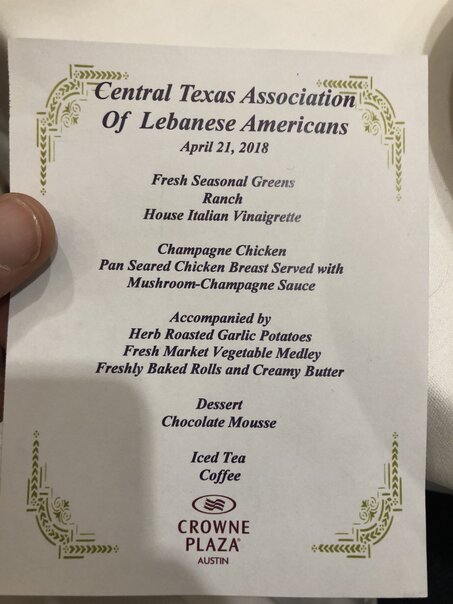 Central Texas Association
Of Lebanese Americans
April 21, 2018
Fresh Seasonal Greens
Ranch
House Italian Vinaigrette
Champagne Chicken
Pan Seared Chicken Breast Served with
Mushroom-Champagne Sauce
Accompanied by
Herb Roasted Garlic Potatoes
Fresh Market Vegetable Medley
Freshly Baked Rolls and Creamy Butter
Dessert
Chocolate Mousse
Iced Tea
Coffee
CROWNE
PLAZA®
AUSTIN